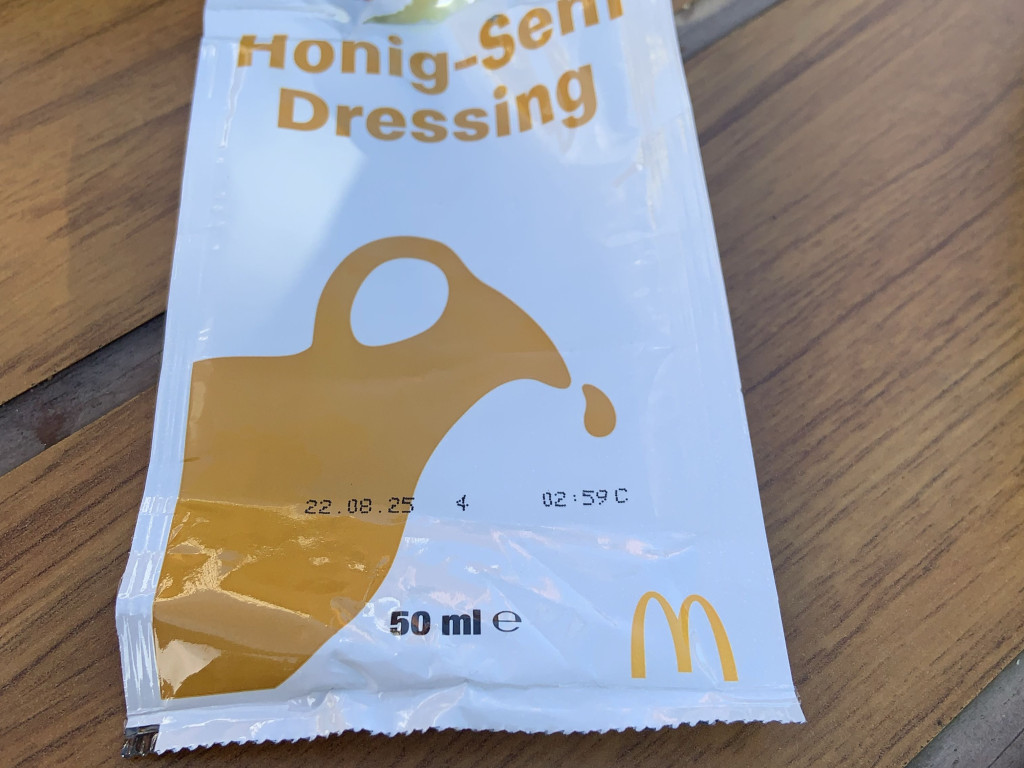 Honig-Senf
Dressing
22.08.25 4 02:59 C
50 ml ℮